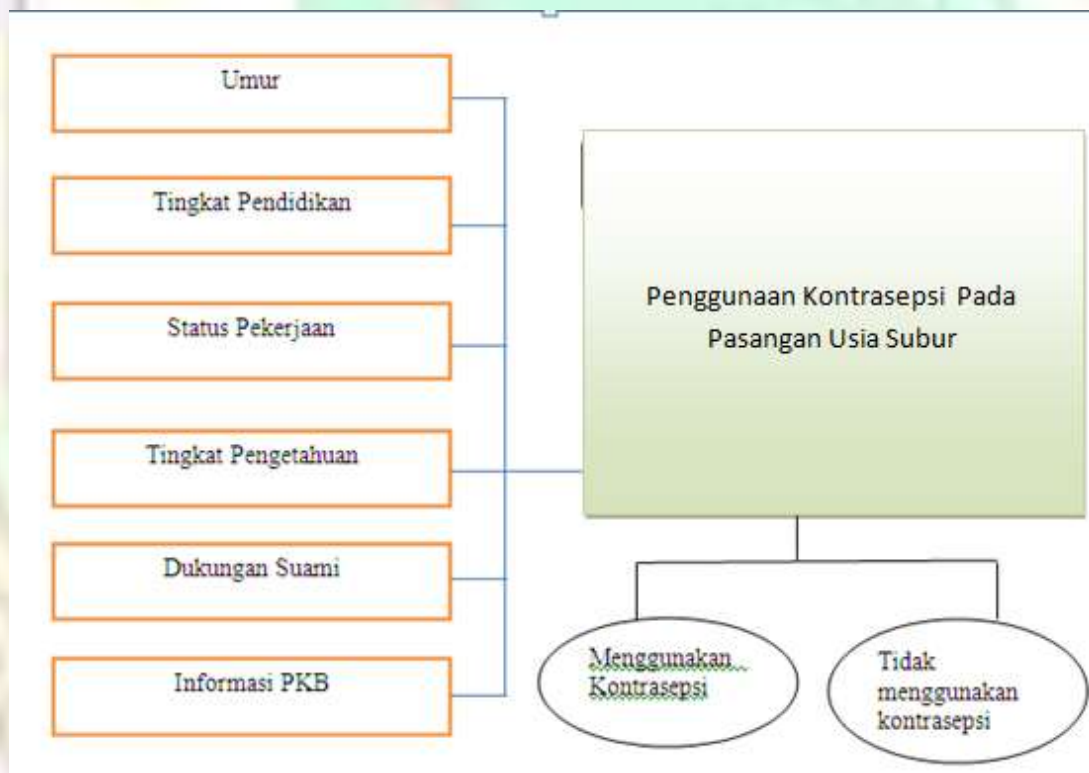 Umur
Tingkat Pendidikan
Status Pekerjaan
Tingkat Pengetahuan
Dukungan Suami
Informasi PKB
Penggunaan Kontrasepsi Pada
Pasangan Usia Subur
Menggunakan
Kontrasepsi
Tidak
menggunakan
kontrasepsi